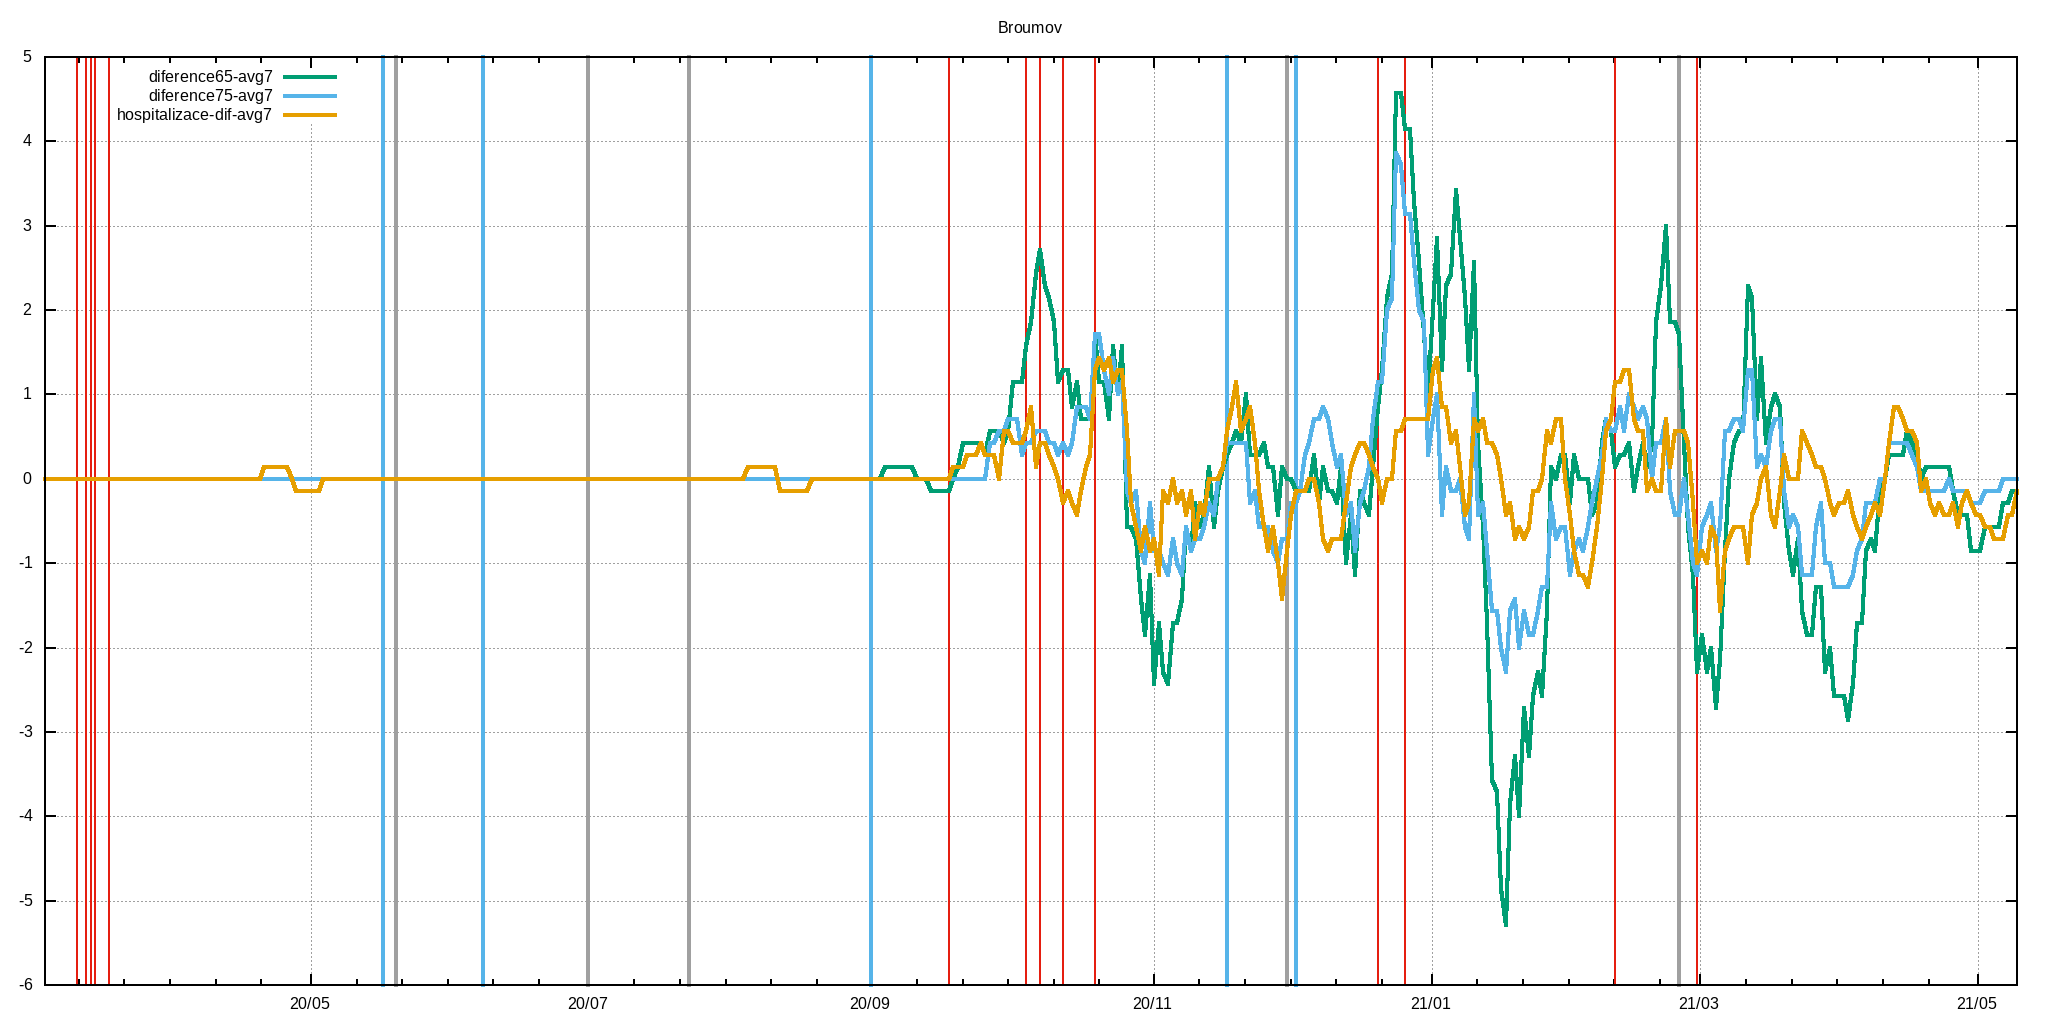 Broumov
diference65-avg7
diference75-avg7
hospitalizace-dif-avg7
5
4
3
2
1
0
-1
-2
-3
-4
-5
-6
20/05 20/07 20/09 20/11 21/01 21/03 21/05